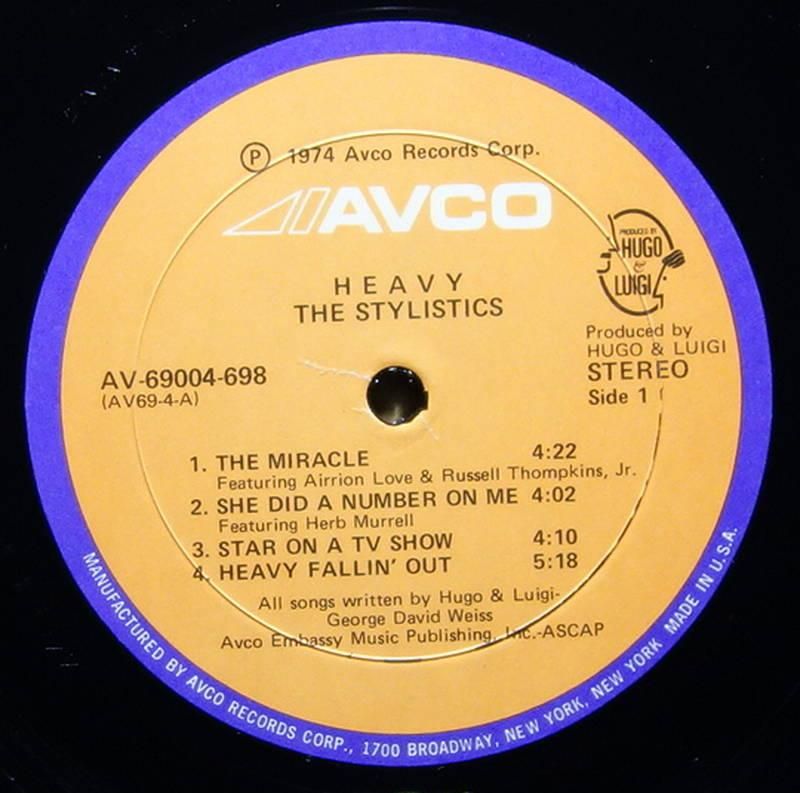 Ⓟ 1974 Avco Records Corp.
AVCO
PRODUCED BY
HUGO
&
LUIGI
HEAVY
THE STYLISTICS
Produced by
HUGO & LUIGI
STEREO
Side 1
AV-69004-698
(AV69-4-A)
1. THE MIRACLE 4:22
Featuring Airrion Love & Russell Thompkins, Jr.
2. SHE DID A NUMBER ON ME 4:02
Featuring Herb Murrell
3. STAR ON A TV SHOW 4:10
4. HEAVY FALLIN' OUT 5:18
All songs written by Hugo & Luigi-
George David Weiss
Avco Embassy Music Publishing, Inc.-ASCAP
MANUFACTURED BY AVCO RECORDS CORP., 1700 BROADWAY, NEW YORK, NEW YORK MADE IN U.S.A.